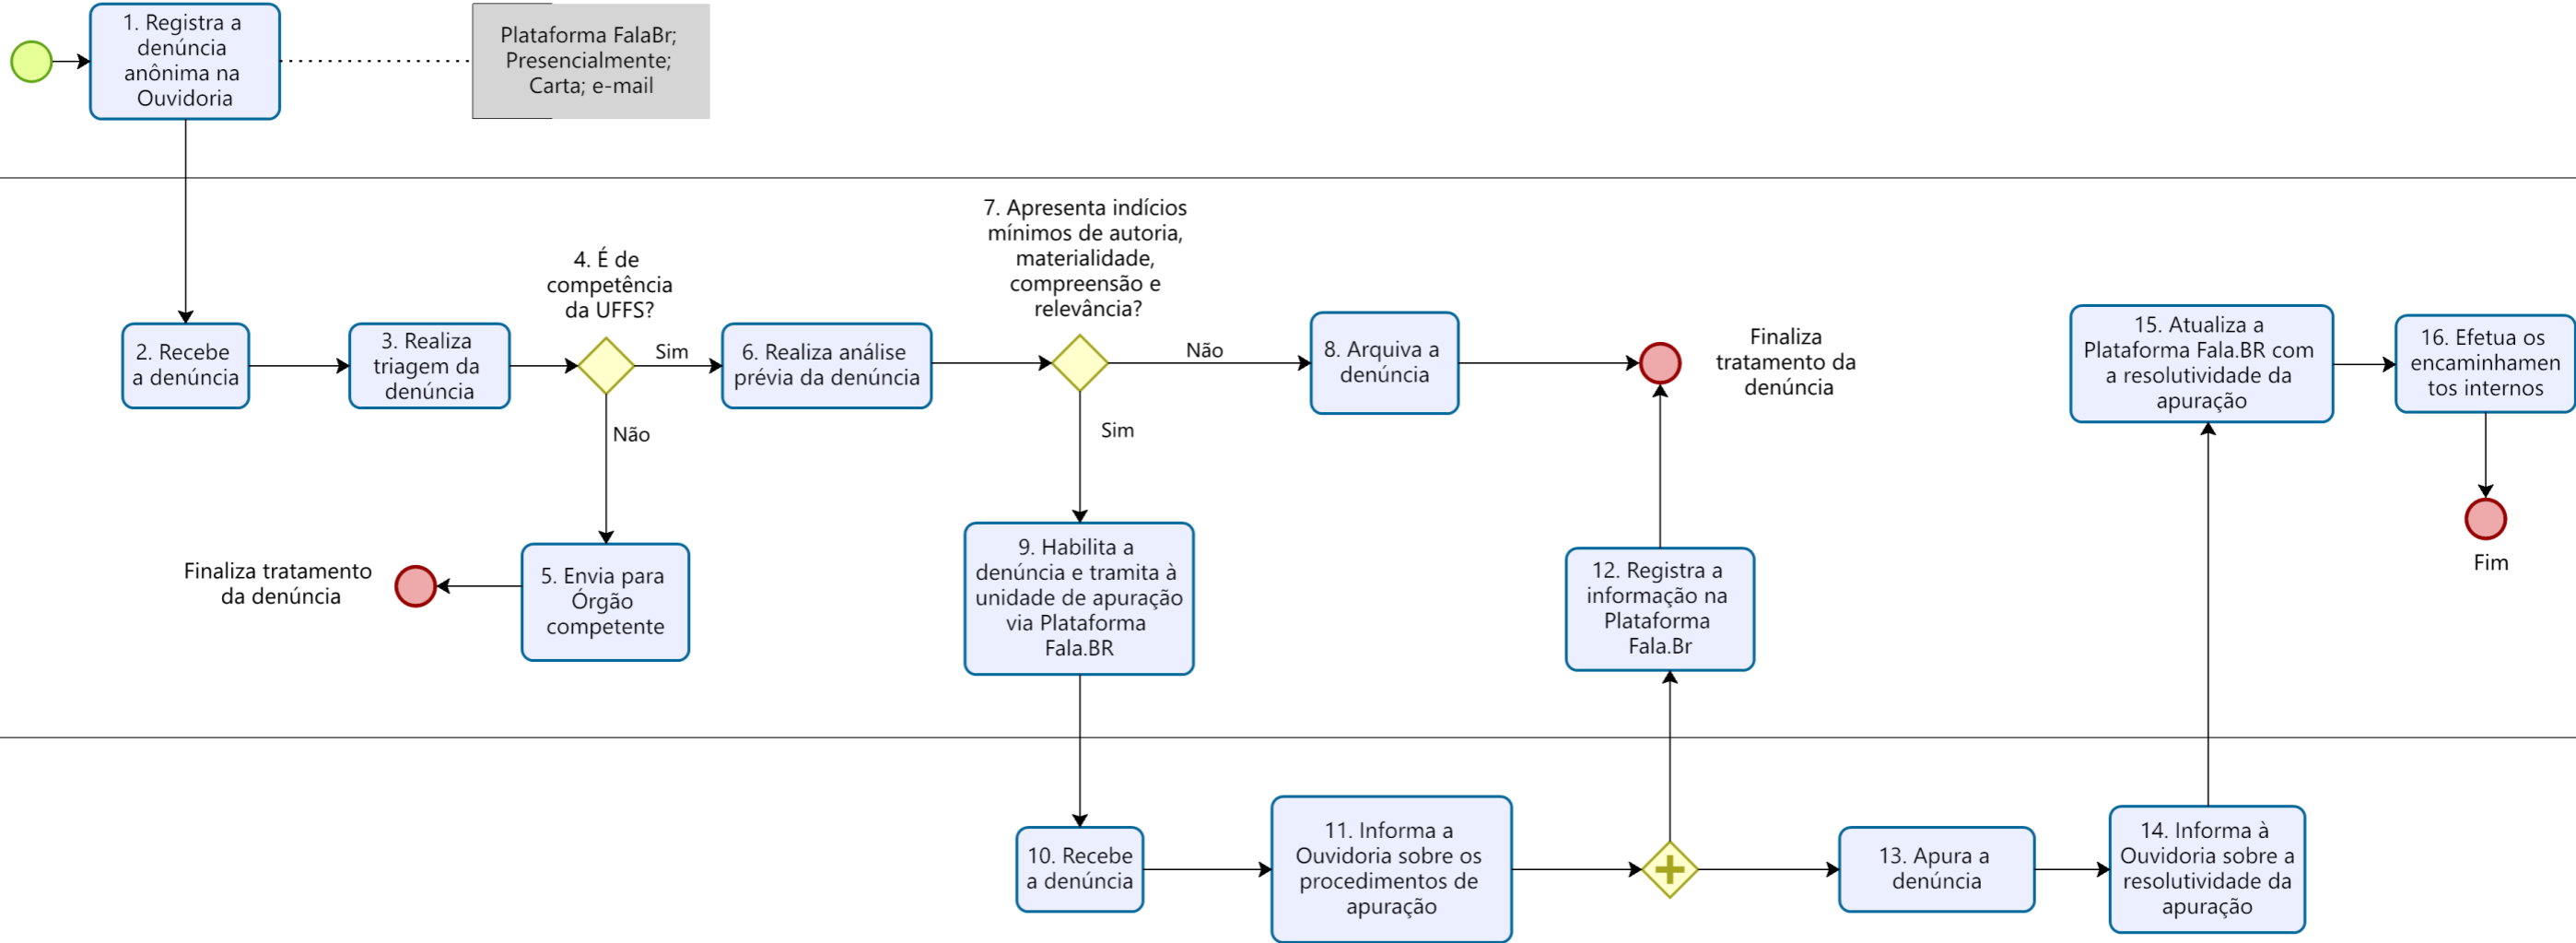 1. Registra a
denúncia
anônima na
Ouvidoria
Plataforma FalaBr;
Presencialmente;
Carta; e-mail
2. Recebe
a denúncia
3. Realiza
triagem da
denúncia
4. É de
competência
da UFFS?
Sim
Não
5. Envia para
Órgão
competente
Finaliza tratamento
da denúncia
6. Realiza análise
prévia da denúncia
7. Apresenta indícios
mínimos de autoria,
materialidade,
compreensão e
relevância?
Não
Sim
8. Arquiva a
denúncia
Finaliza
tratamento da
denúncia
9. Habilita a
denúncia e tramita à
unidade de apuração
via Plataforma
Fala.BR
10. Recebe
a denúncia
11. Informa a
Ouvidoria sobre os
procedimentos de
apuração
12. Registra a
informação na
Plataforma
Fala.Br
13. Apura a
denúncia
14. Informa à
Ouvidoria sobre a
resolutividade da
apuração
15. Atualiza a
Plataforma Fala.BR com
a resolutividade da
apuração
16. Efetua os
encaminhamen
tos internos
Fim